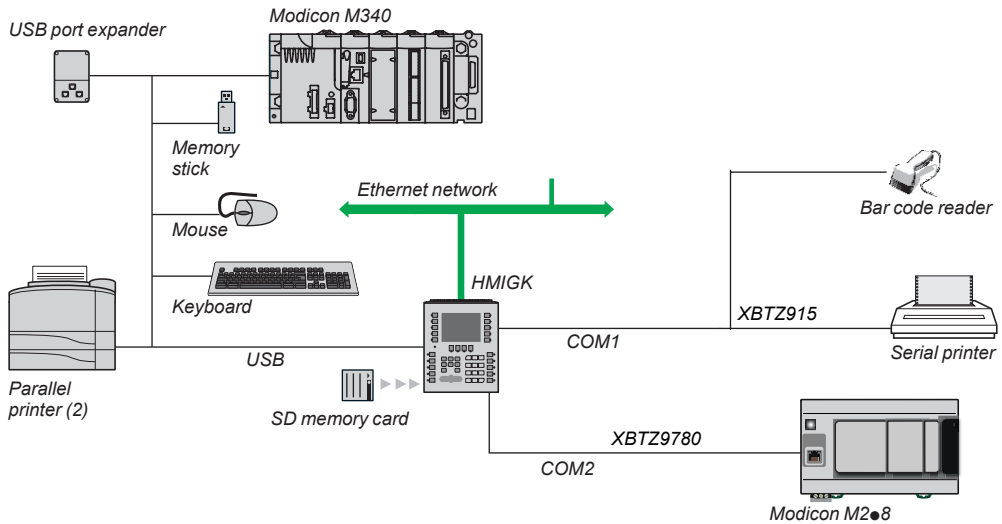 Modicon M340
USB port expander
Memory
stick
Ethernet network
Bar code reader
Mouse
HMIGK
Keyboard
XBTZ915
COM1
Serial printer
USB
Parallel
printer (2)
SD memory card
XBTZ9780
COM2
Modicon M2●8